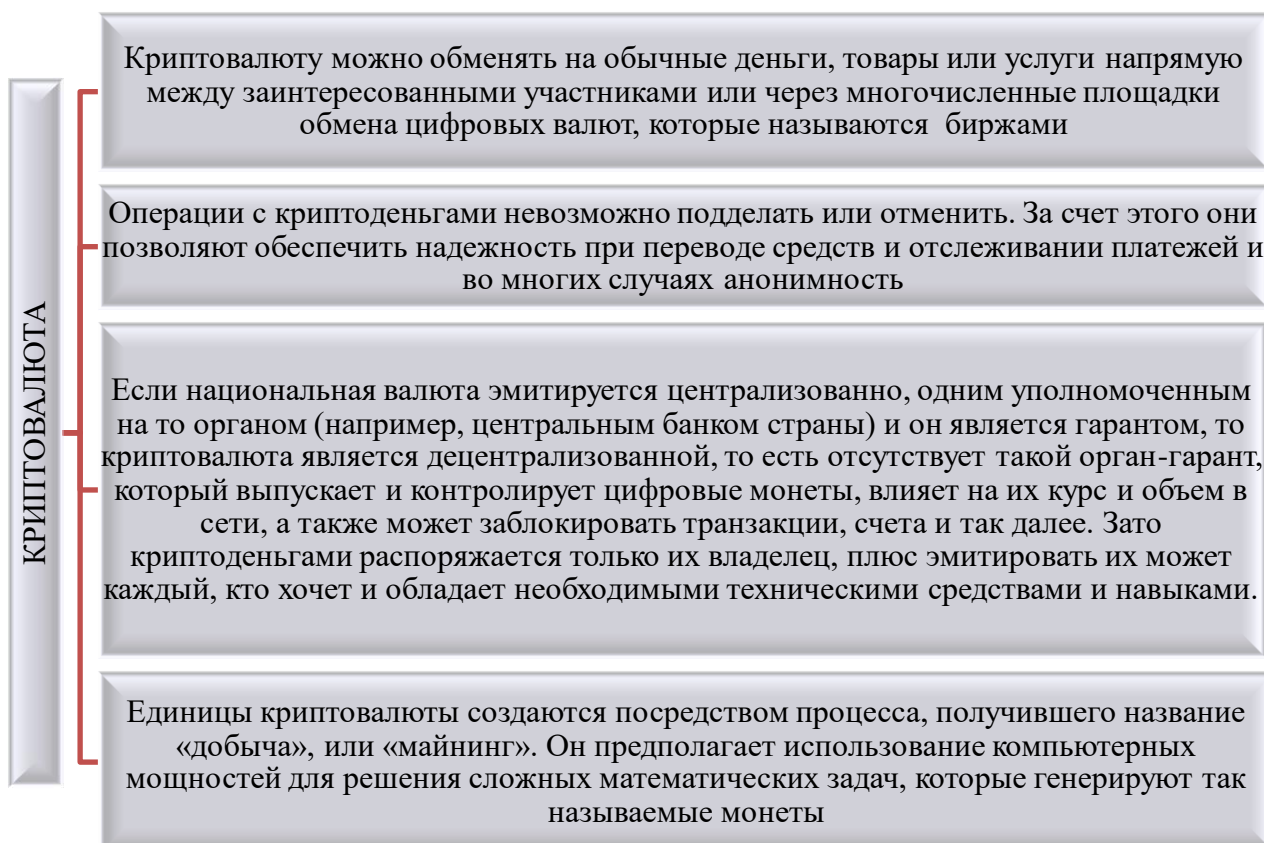 КРИПТОВАЛЮТА
Криптовалюту можно обменять на обычные деньги, товары или услуги напрямую
между заинтересованными участниками или через многочисленные площадки
обмена цифровых валют, которые называются биржами
Операции с криптоденьгами невозможно подделать или отменить. За счет этого они
позволяют обеспечить надежность при переводе средств и отслеживании платежей и
во многих случаях анонимность
Если национальная валюта эмитируется централизованно, одним уполномоченным
на то органом (например, центральным банком страны) и он является гарантом, то
криптовалюта является децентрализованной, то есть отсутствует такой орган-гарант,
который выпускает и контролирует цифровые монеты, влияет на их курс и объем в
сети, а также может заблокировать транзакции, счета и так далее. Зато
криптоденьгами распоряжается только их владелец, плюс эмитировать их может
каждый, кто хочет и обладает необходимыми техническими средствами и навыками.
Единицы криптовалюты создаются посредством процесса, получившего название
«добыча», или «майнинг». Он предполагает использование компьютерных
мощностей для решения сложных математических задач, которые генерируют так
называемые монеты